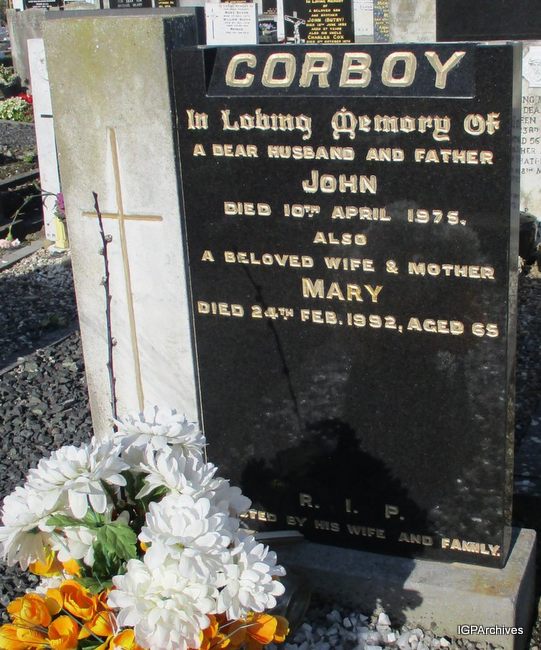 CORBOY
In Loving Memory Of
A DEAR HUSBAND AND FATHER
JOHN
DIED 10TH APRIL 1975.
ALSO
A BELOVED WIFE & MOTHER
MARY
DIED 24TH FEB. 1992, AGED 65
R. I. P.
BY HIS WIFE AND FAMILY.
IGPArchives